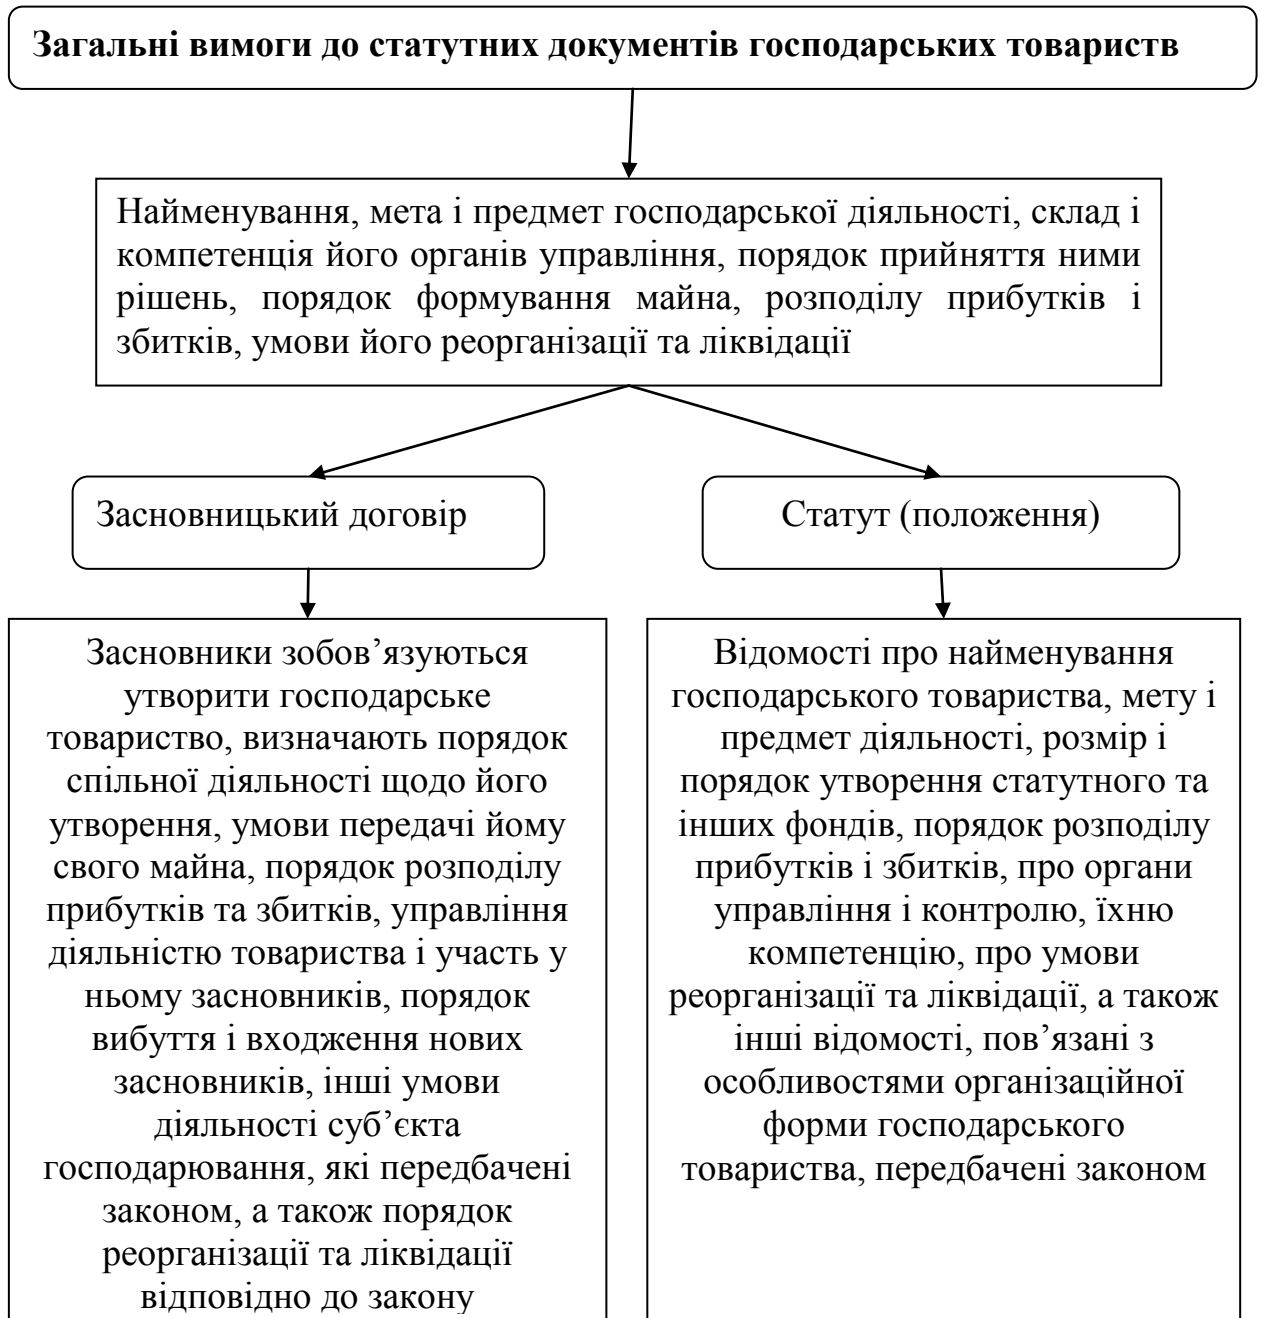 Загальні вимоги до статутних документів господарських товариств
Найменування, мета і предмет господарської діяльності, склад і
компетенція його органів управління, порядок прийняття ними
рішень, порядок формування майна, розподілу прибутків і
збитків, умови його реорганізації та ліквідації
Засновницький договір
Статут (положення)
Засновники зобов’язуються
утворити господарське
товариство, визначають порядок
спільної діяльності щодо його
утворення, умови передачі йому
свого майна, порядок розподілу
прибутків та збитків, управління
діяльністю товариства і участь у
ньому засновників, порядок
вибуття і входження нових
засновників, інші умови
діяльності суб’єкта
господарювання, які передбачені
законом, а також порядок
реорганізації та ліквідації
відповідно до закону
Відомості про найменування
господарського товариства, мету і
предмет діяльності, розмір і
порядок утворення статутного та
інших фондів, порядок розподілу
прибутків і збитків, про органи
управління і контролю, їхню
компетенцію, про умови
реорганізації та ліквідації, а також
інші відомості, пов’язані з
особливостями організаційної
форми господарського
товариства, передбачені законом